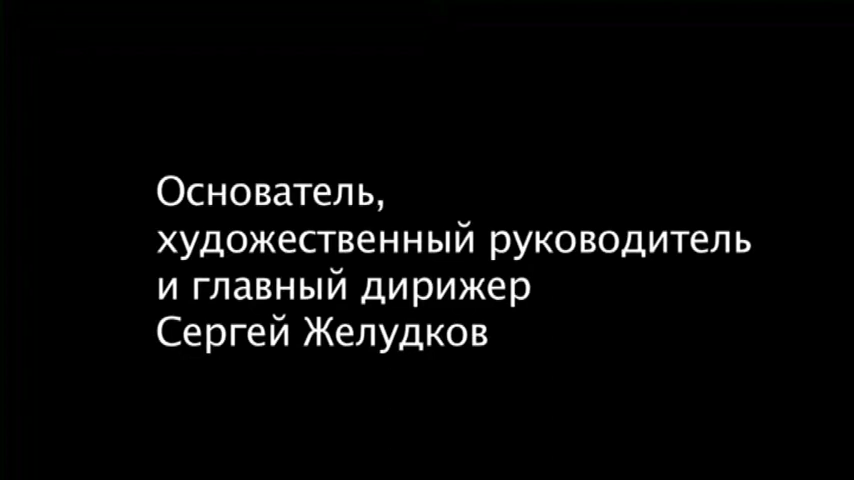 Основатель,
художественный руководитель
и главный дирижер
Сергей Желудков